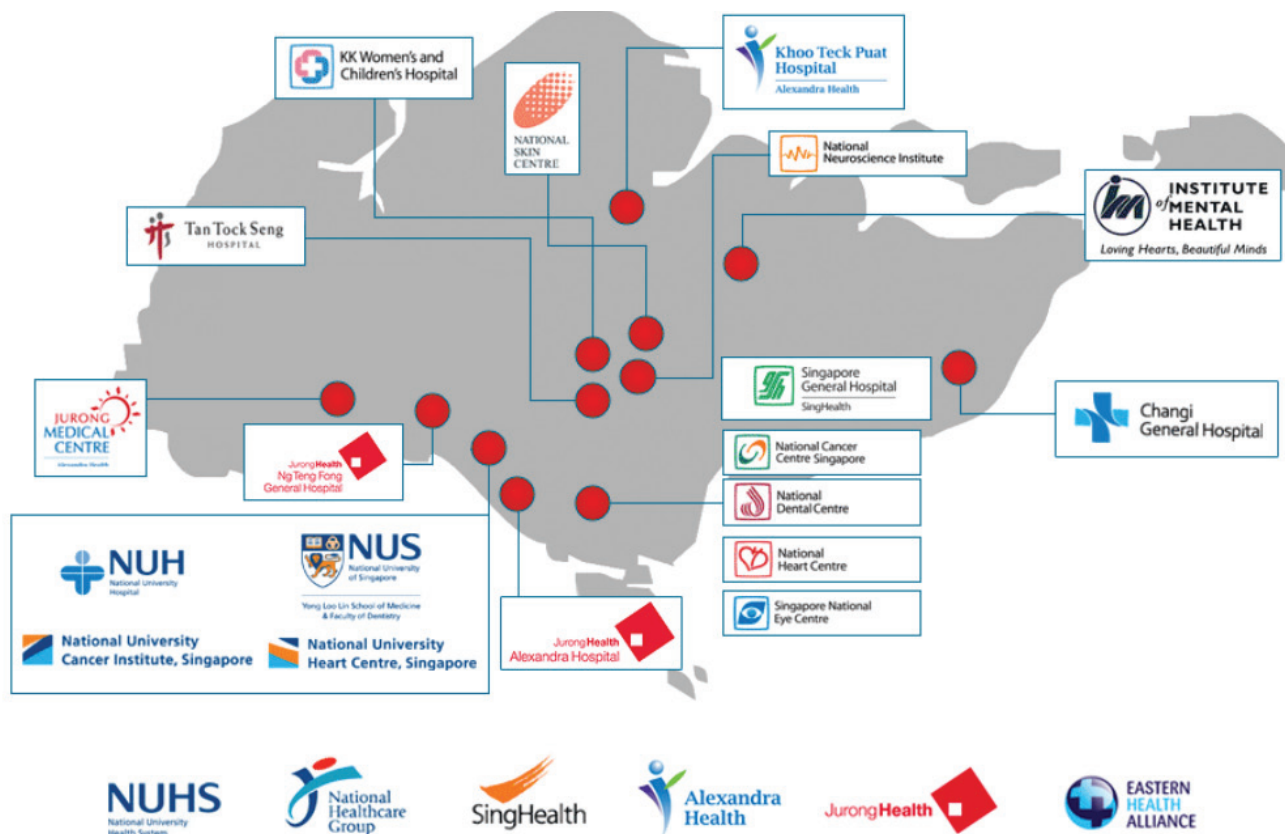 KK Women's and
Children's Hospital
NATIONAL
SKIN
CENTRE
Khoo Teck Puat
Hospital
Alexandra Health
National
Neuroscience Institute
INSTITUTE
of MENTAL
HEALTH
Loving Hearts, Beautiful Minds
Tan Tock Seng
HOSPITAL
JURONG
MEDICAL
CENTRE
Alexandra Health
JurongHealth
Ng Teng Fong
General Hospital
Singapore
General Hospital
SingHealth
Changi
General Hospital
National Cancer
Centre Singapore
National
Dental Centre
National
Heart Centre
Singapore National
Eye Centre
NUH
National University
Hospital
NUS
National University
of Singapore
Yong Loo Lin School of Medicine
& Faculty of Dentistry
National University
Cancer Institute, Singapore
National University
Heart Centre, Singapore
JurongHealth
Alexandra Hospital
NUHS
National University
Health System
National
Healthcare
Group
SingHealth
Alexandra
Health
JurongHealth
EASTERN
HEALTH
ALLIANCE